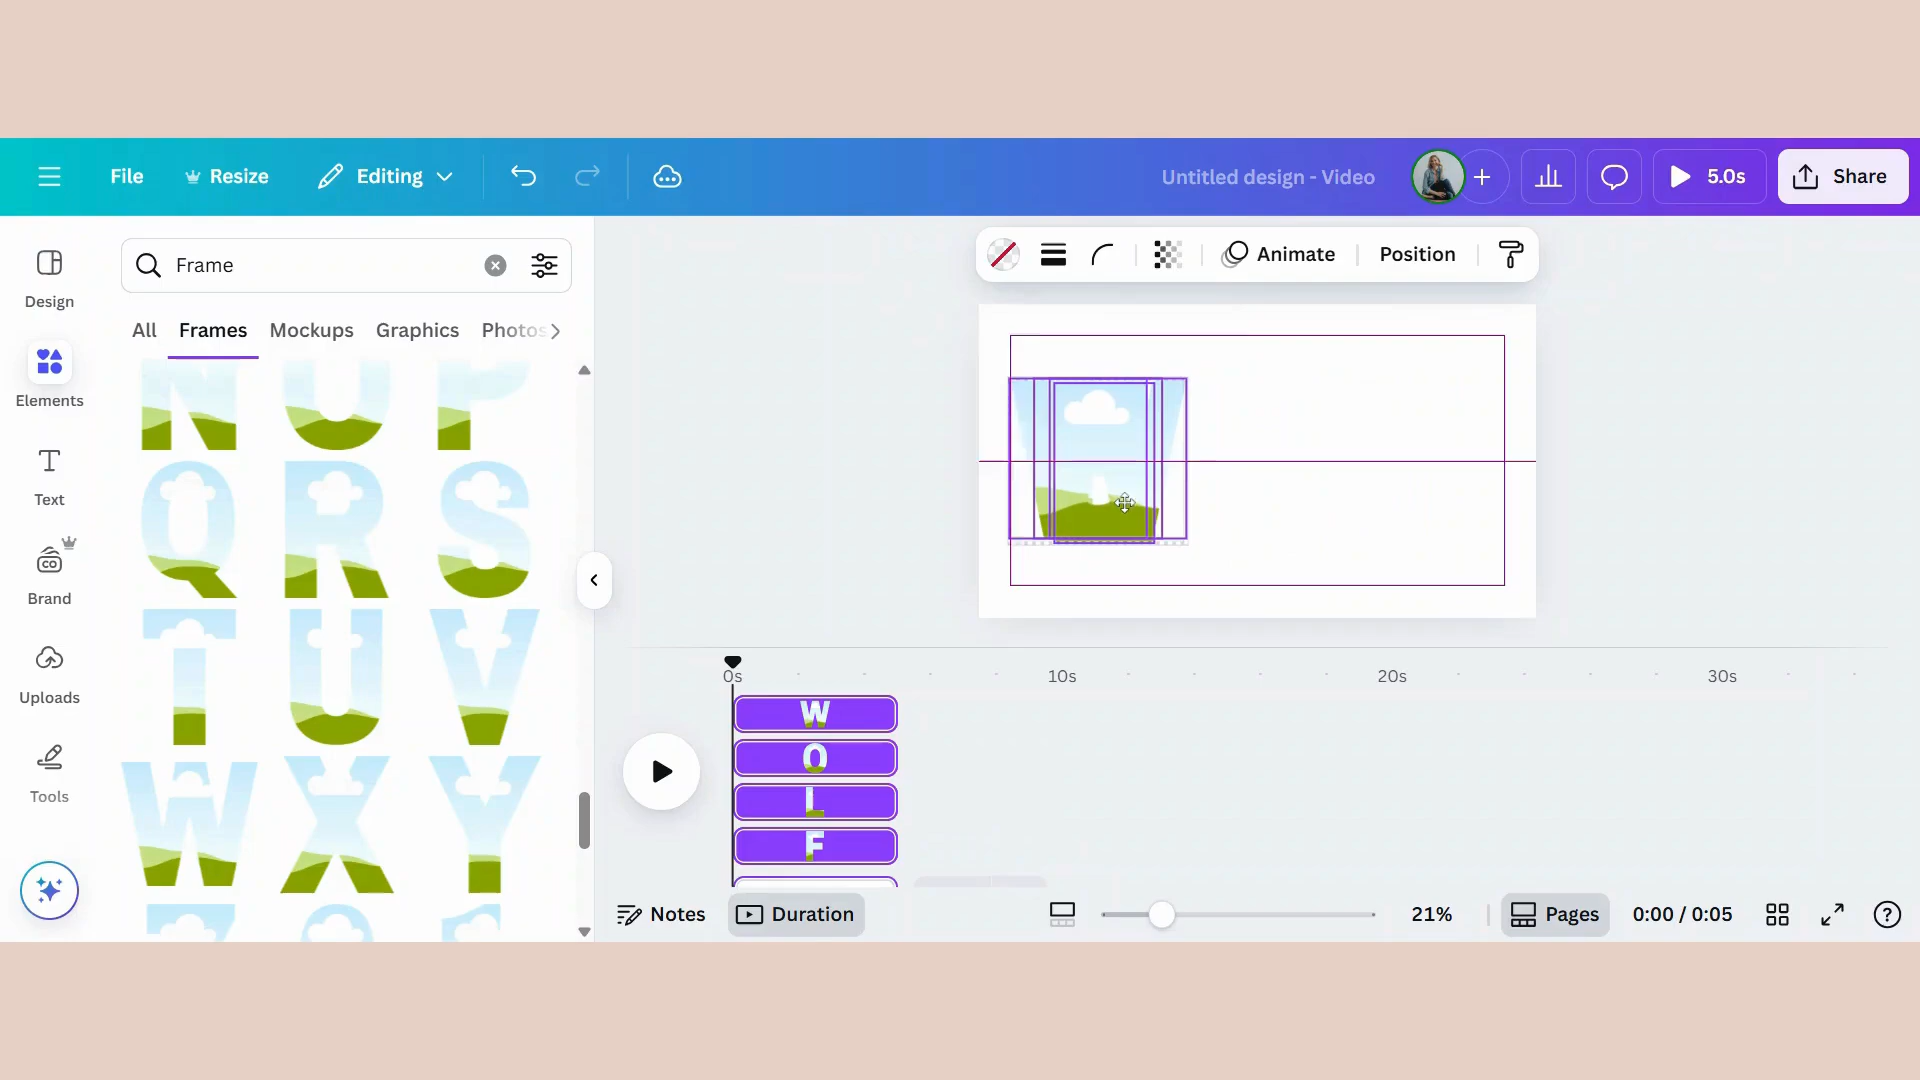 File
Resize
Editing
Untitled design - Video
5.0s
Share
Design
Elements
Text
Brand
CO
Uploads
Tools
Frame
All
Frames
Mockups
Graphics
Photos
N O P
Q R S
T U V
W X Y
Animate
Position
0s
10s
20s
30s
W
O
L
F
Notes
Duration
21%
Pages
0:00 / 0:05
?